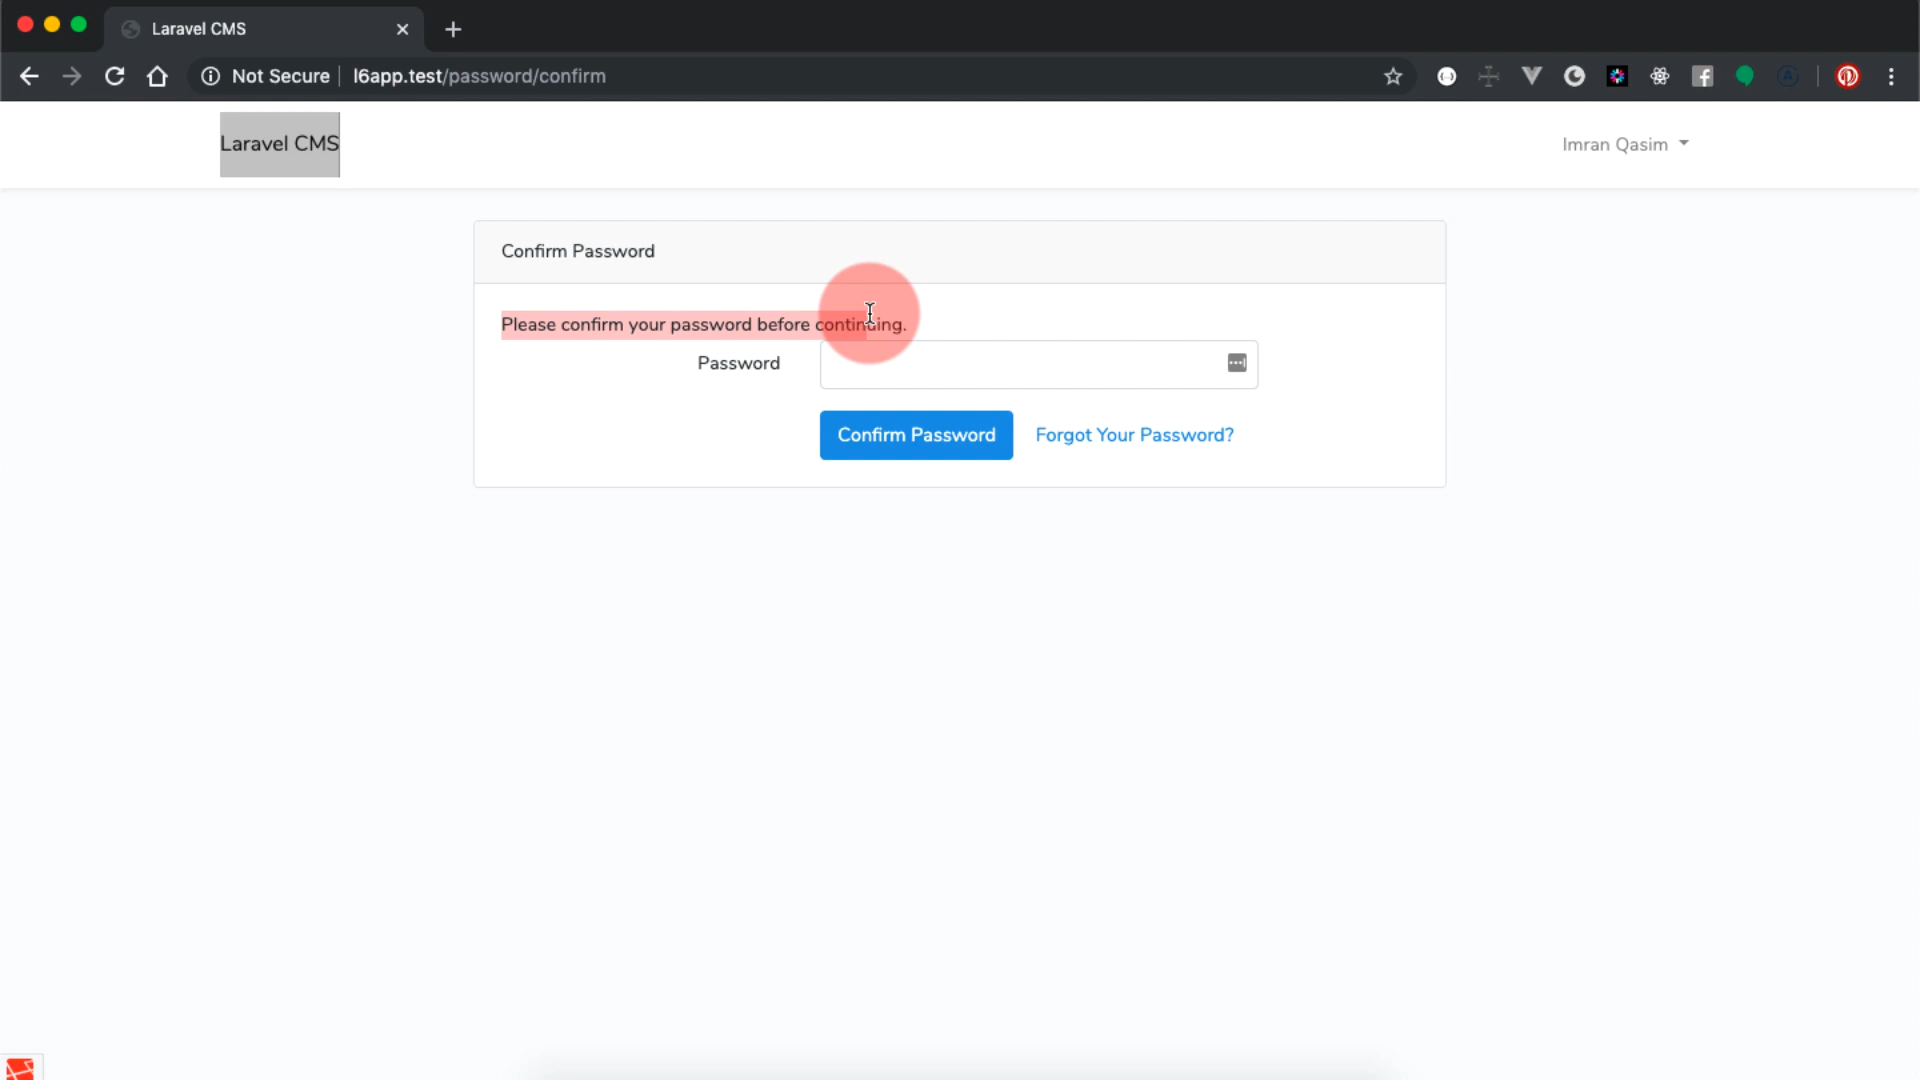 Laravel CMS
Not Secure l6app.test/password/confirm
Laravel CMS
Imran Qasim
Confirm Password
Please confirm your password before continuing.
Password
Confirm Password Forgot Your Password?